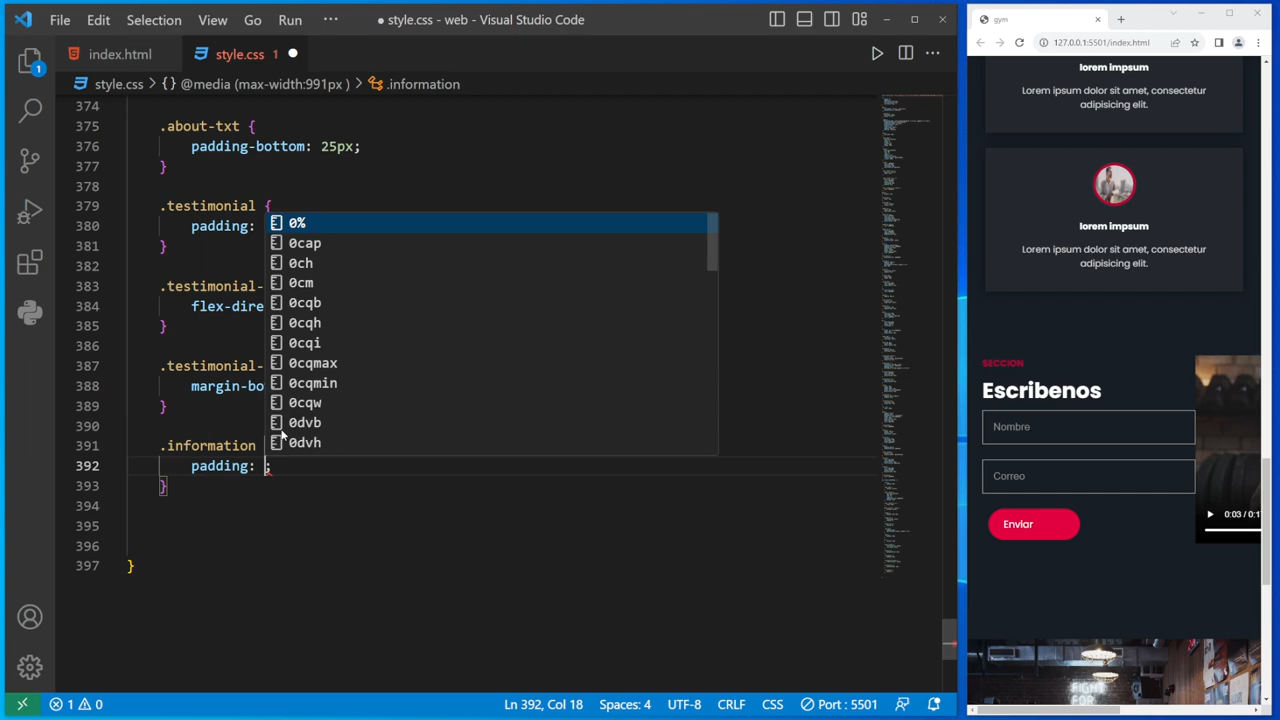 File Edit Selection View Go Run ··· ● style.css - web - Visual Studio Code
index.html style.css 1 ●
style.css > {} @media (max-width:991px ) > .information
374
375 .about-txt {
376 padding-bottom: 25px;
377 }
378
379 .testimonial {
380 padding:
381 }
382
383 .testimonial-
384 flex-dire
385 }
386
387 .testimonial-
388 margin-bo
389 }
390
391 .information
392 padding: ;
393 }
394
395
396
397 }
0%
0cap
0ch
0cm
0cqb
0cqh
0cqi
0cqmax
0cqmin
0cqw
0dvb
0dvh
1
1 0 Ln 392, Col 18 Spaces: 4 UTF-8 CRLF CSS Port : 5501
gym
127.0.0.1:5501/index.html
lorem impsum
Lorem ipsum dolor sit amet, consectetur
adipisicing elit.
lorem impsum
Lorem ipsum dolor sit amet, consectetur
adipisicing elit.
SECCION
Escribenos
Nombre
Correo
Enviar
0:03 / 0:1
FIGHT
FOR